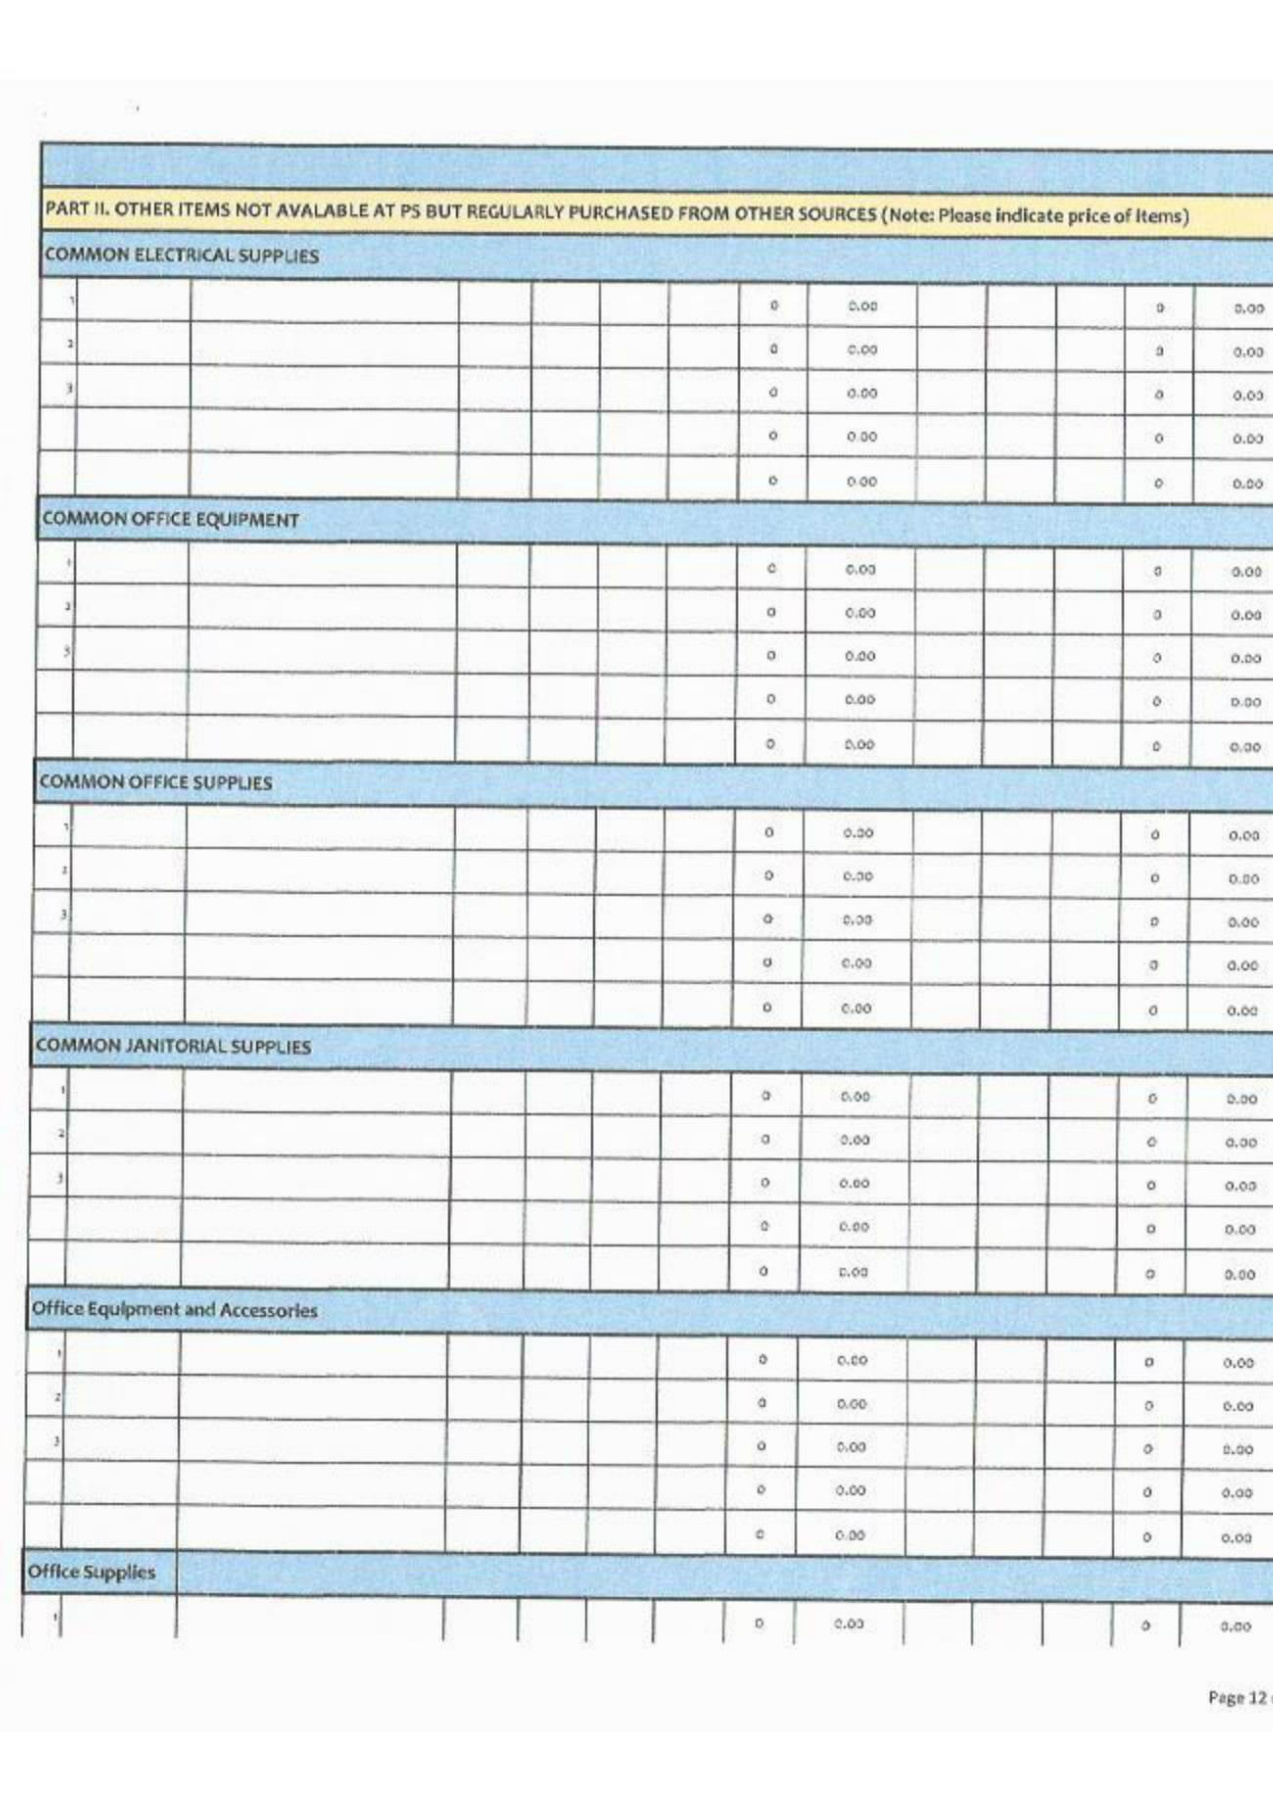 PART II. OTHER ITEMS NOT AVALABLE AT PS BUT REGULARLY PURCHASED FROM OTHER SOURCES (Note: Please indicate price of Items)
COMMON ELECTRICAL SUPPLIES
1 0 0.00 0 0.00
2 0 0.00 0 0.00
3 0 0.00 0 0.00
0 0.00 0 0.00
0 0.00 0 0.00
COMMON OFFICE EQUIPMENT
1 0 0.00 0 0.00
2 0 0.00 0 0.00
3 0 0.00 0 0.00
0 0.00 0 0.00
0 0.00 0 0.00
COMMON OFFICE SUPPLIES
1 0 0.00 0 0.00
2 0 0.00 0 0.00
3 0 0.00 0 0.00
0 0.00 0 0.00
0 0.00 0 0.00
COMMON JANITORIAL SUPPLIES
1 0 0.00 0 0.00
2 0 0.00 0 0.00
3 0 0.00 0 0.00
0 0.00 0 0.00
0 0.00 0 0.00
Office Equipment and Accessories
1 0 0.00 0 0.00
2 0 0.00 0 0.00
3 0 0.00 0 0.00
0 0.00 0 0.00
0 0.00 0 0.00
Office Supplies
1 0 0.00 0 0.00
Page 12